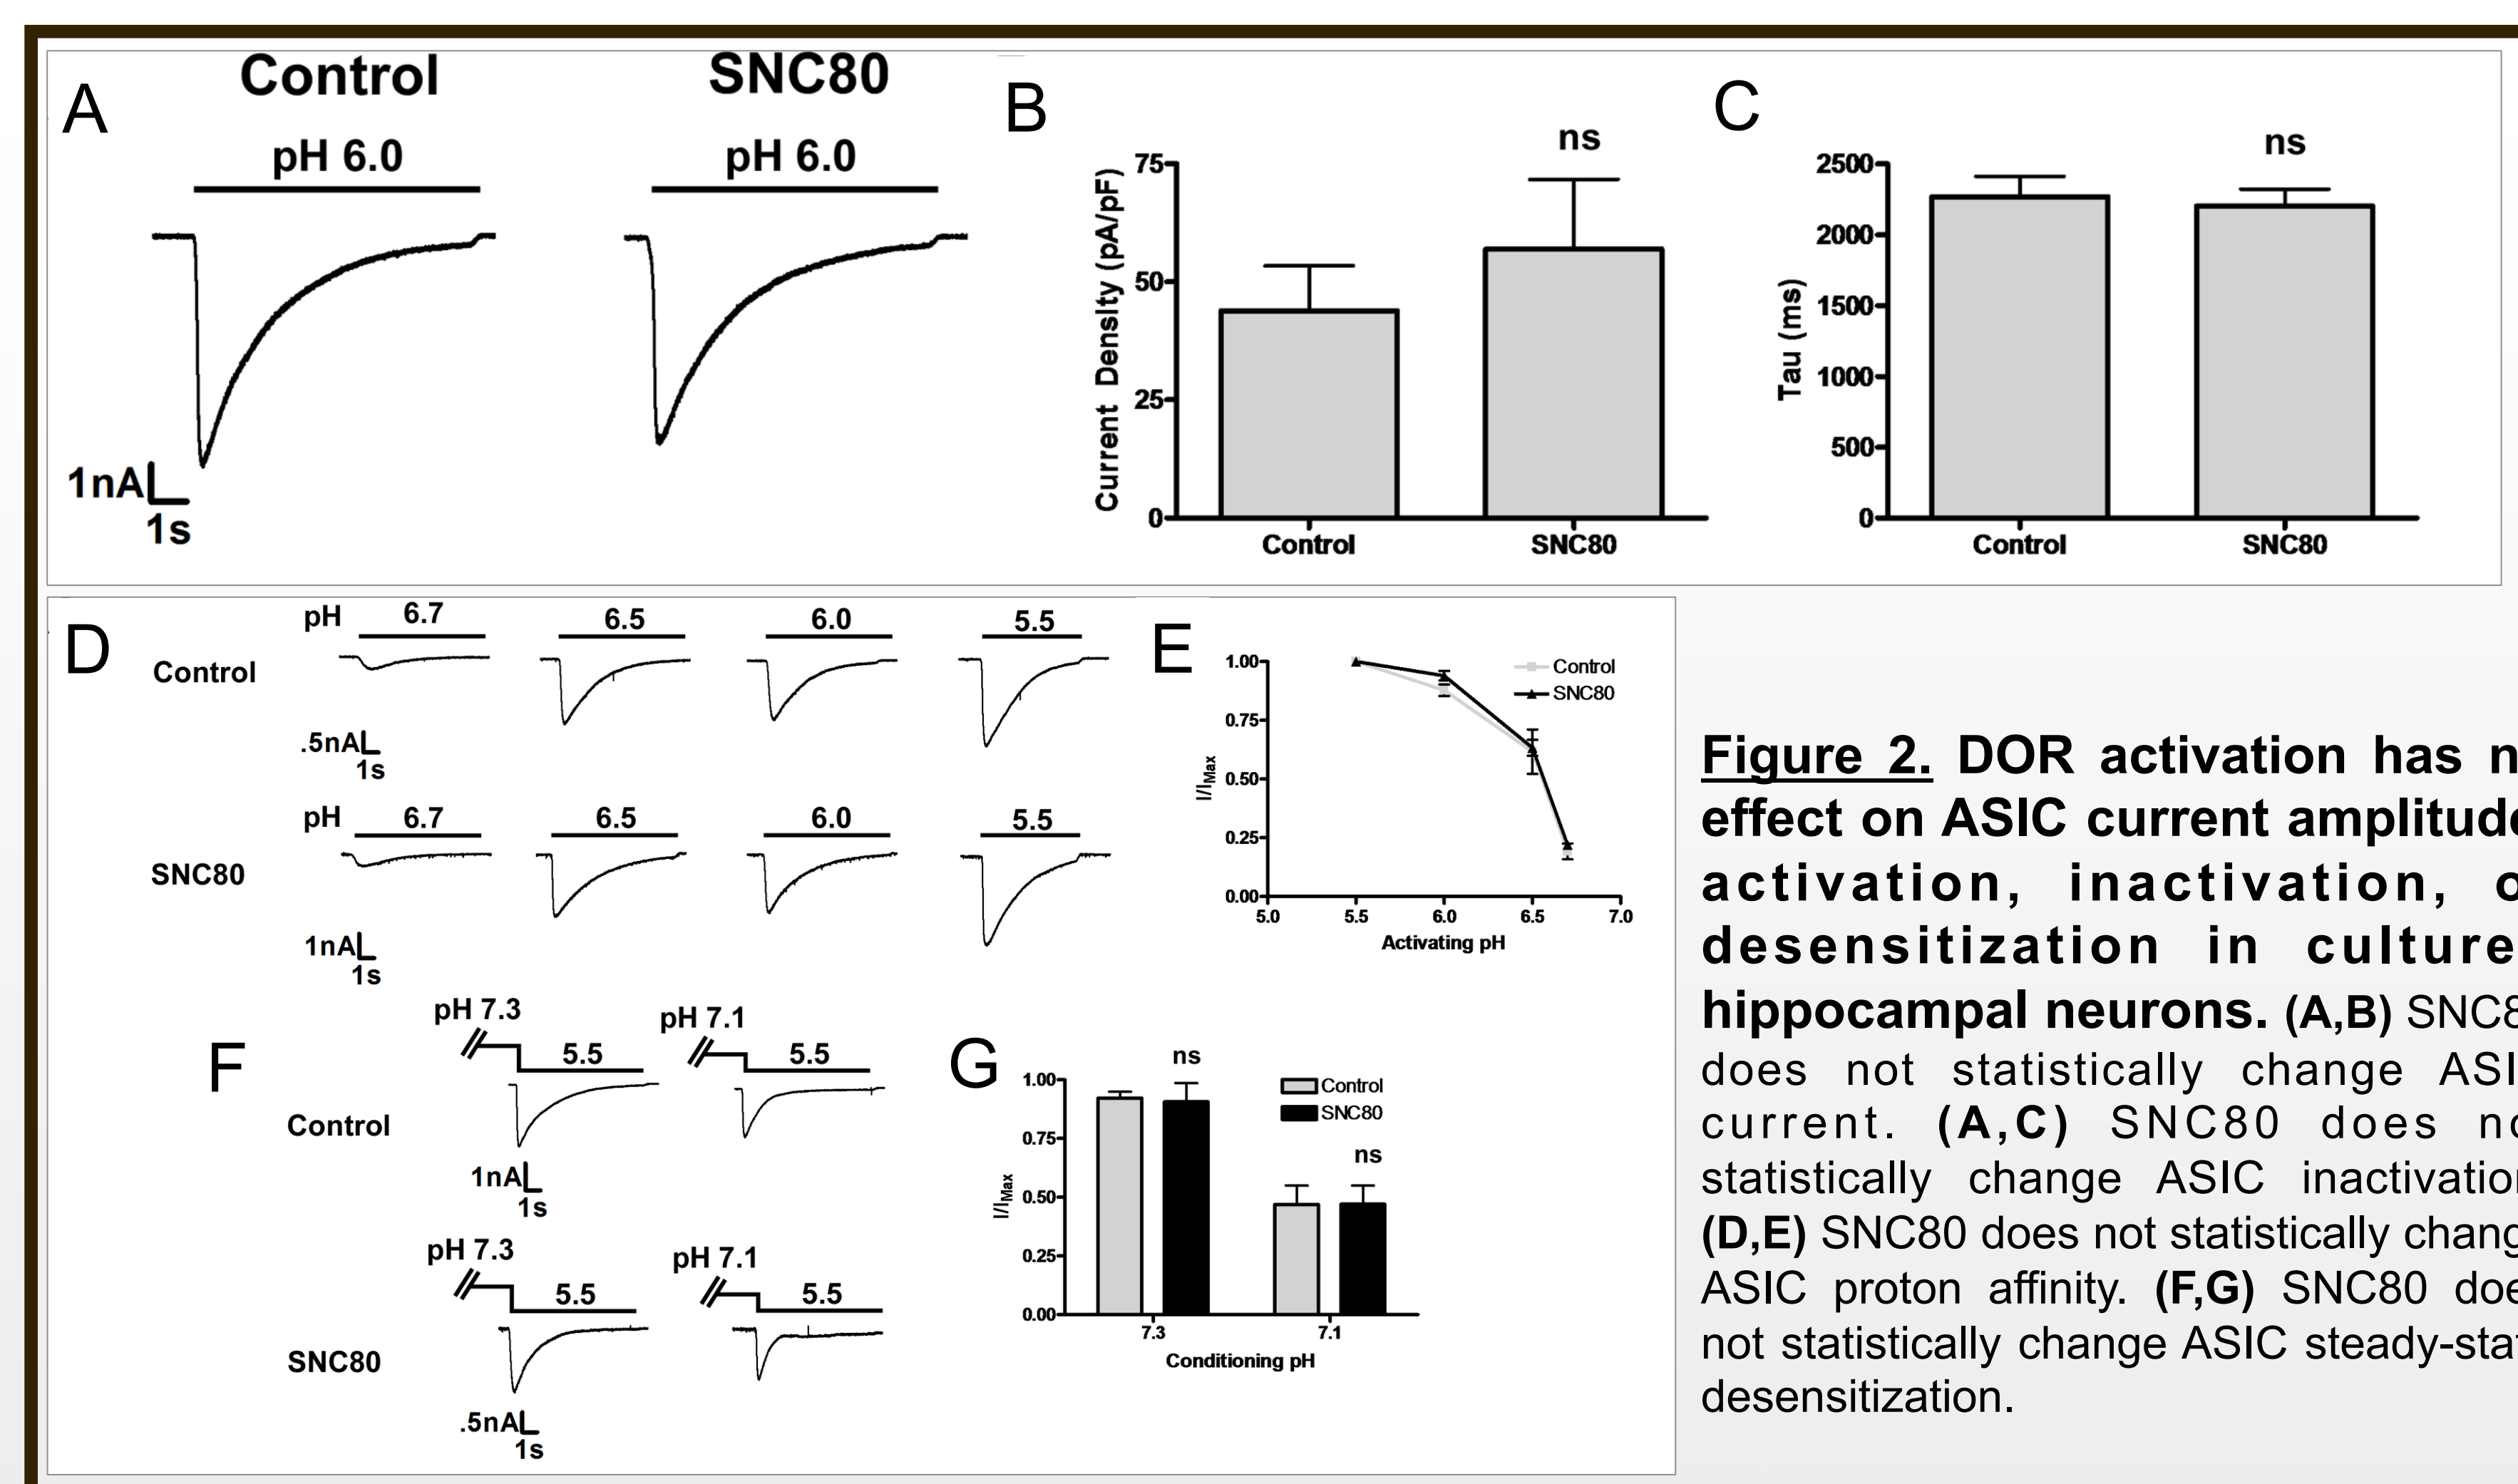 A
Control
pH 6.0
SNC80
pH 6.0
1nA
1s
B
ns
Current Density (pA/pF)
75
50
25
0
Control
SNC80
C
ns
Tau (ms)
2500
2000
1500
1000
500
0
Control
SNC80
D
pH 6.7 6.5 6.0 5.5
Control
.5nA
1s
pH 6.7 6.5 6.0 5.5
SNC80
1nA
1s
E
I/IMax
1.00
0.75
0.50
0.25
0.00
5.0 5.5 6.0 6.5 7.0
Activating pH
Control
SNC80
F
pH 7.3 5.5
pH 7.1 5.5
Control
1nA
1s
pH 7.3 5.5
pH 7.1 5.5
SNC80
.5nA
1s
G
I/IMax
1.00
0.75
0.50
0.25
0.00
ns
ns
Control
SNC80
7.3 7.1
Conditioning pH
Figure 2. DOR activation has n
effect on ASIC current amplitude
activation, inactivation, o
desensitization in culture
hippocampal neurons. (A,B) SNC8
does not statistically change ASI
current. (A,C) SNC80 does no
statistically change ASIC inactivation
(D,E) SNC80 does not statistically chang
ASIC proton affinity. (F,G) SNC80 doe
not statistically change ASIC steady-stat
desensitization.